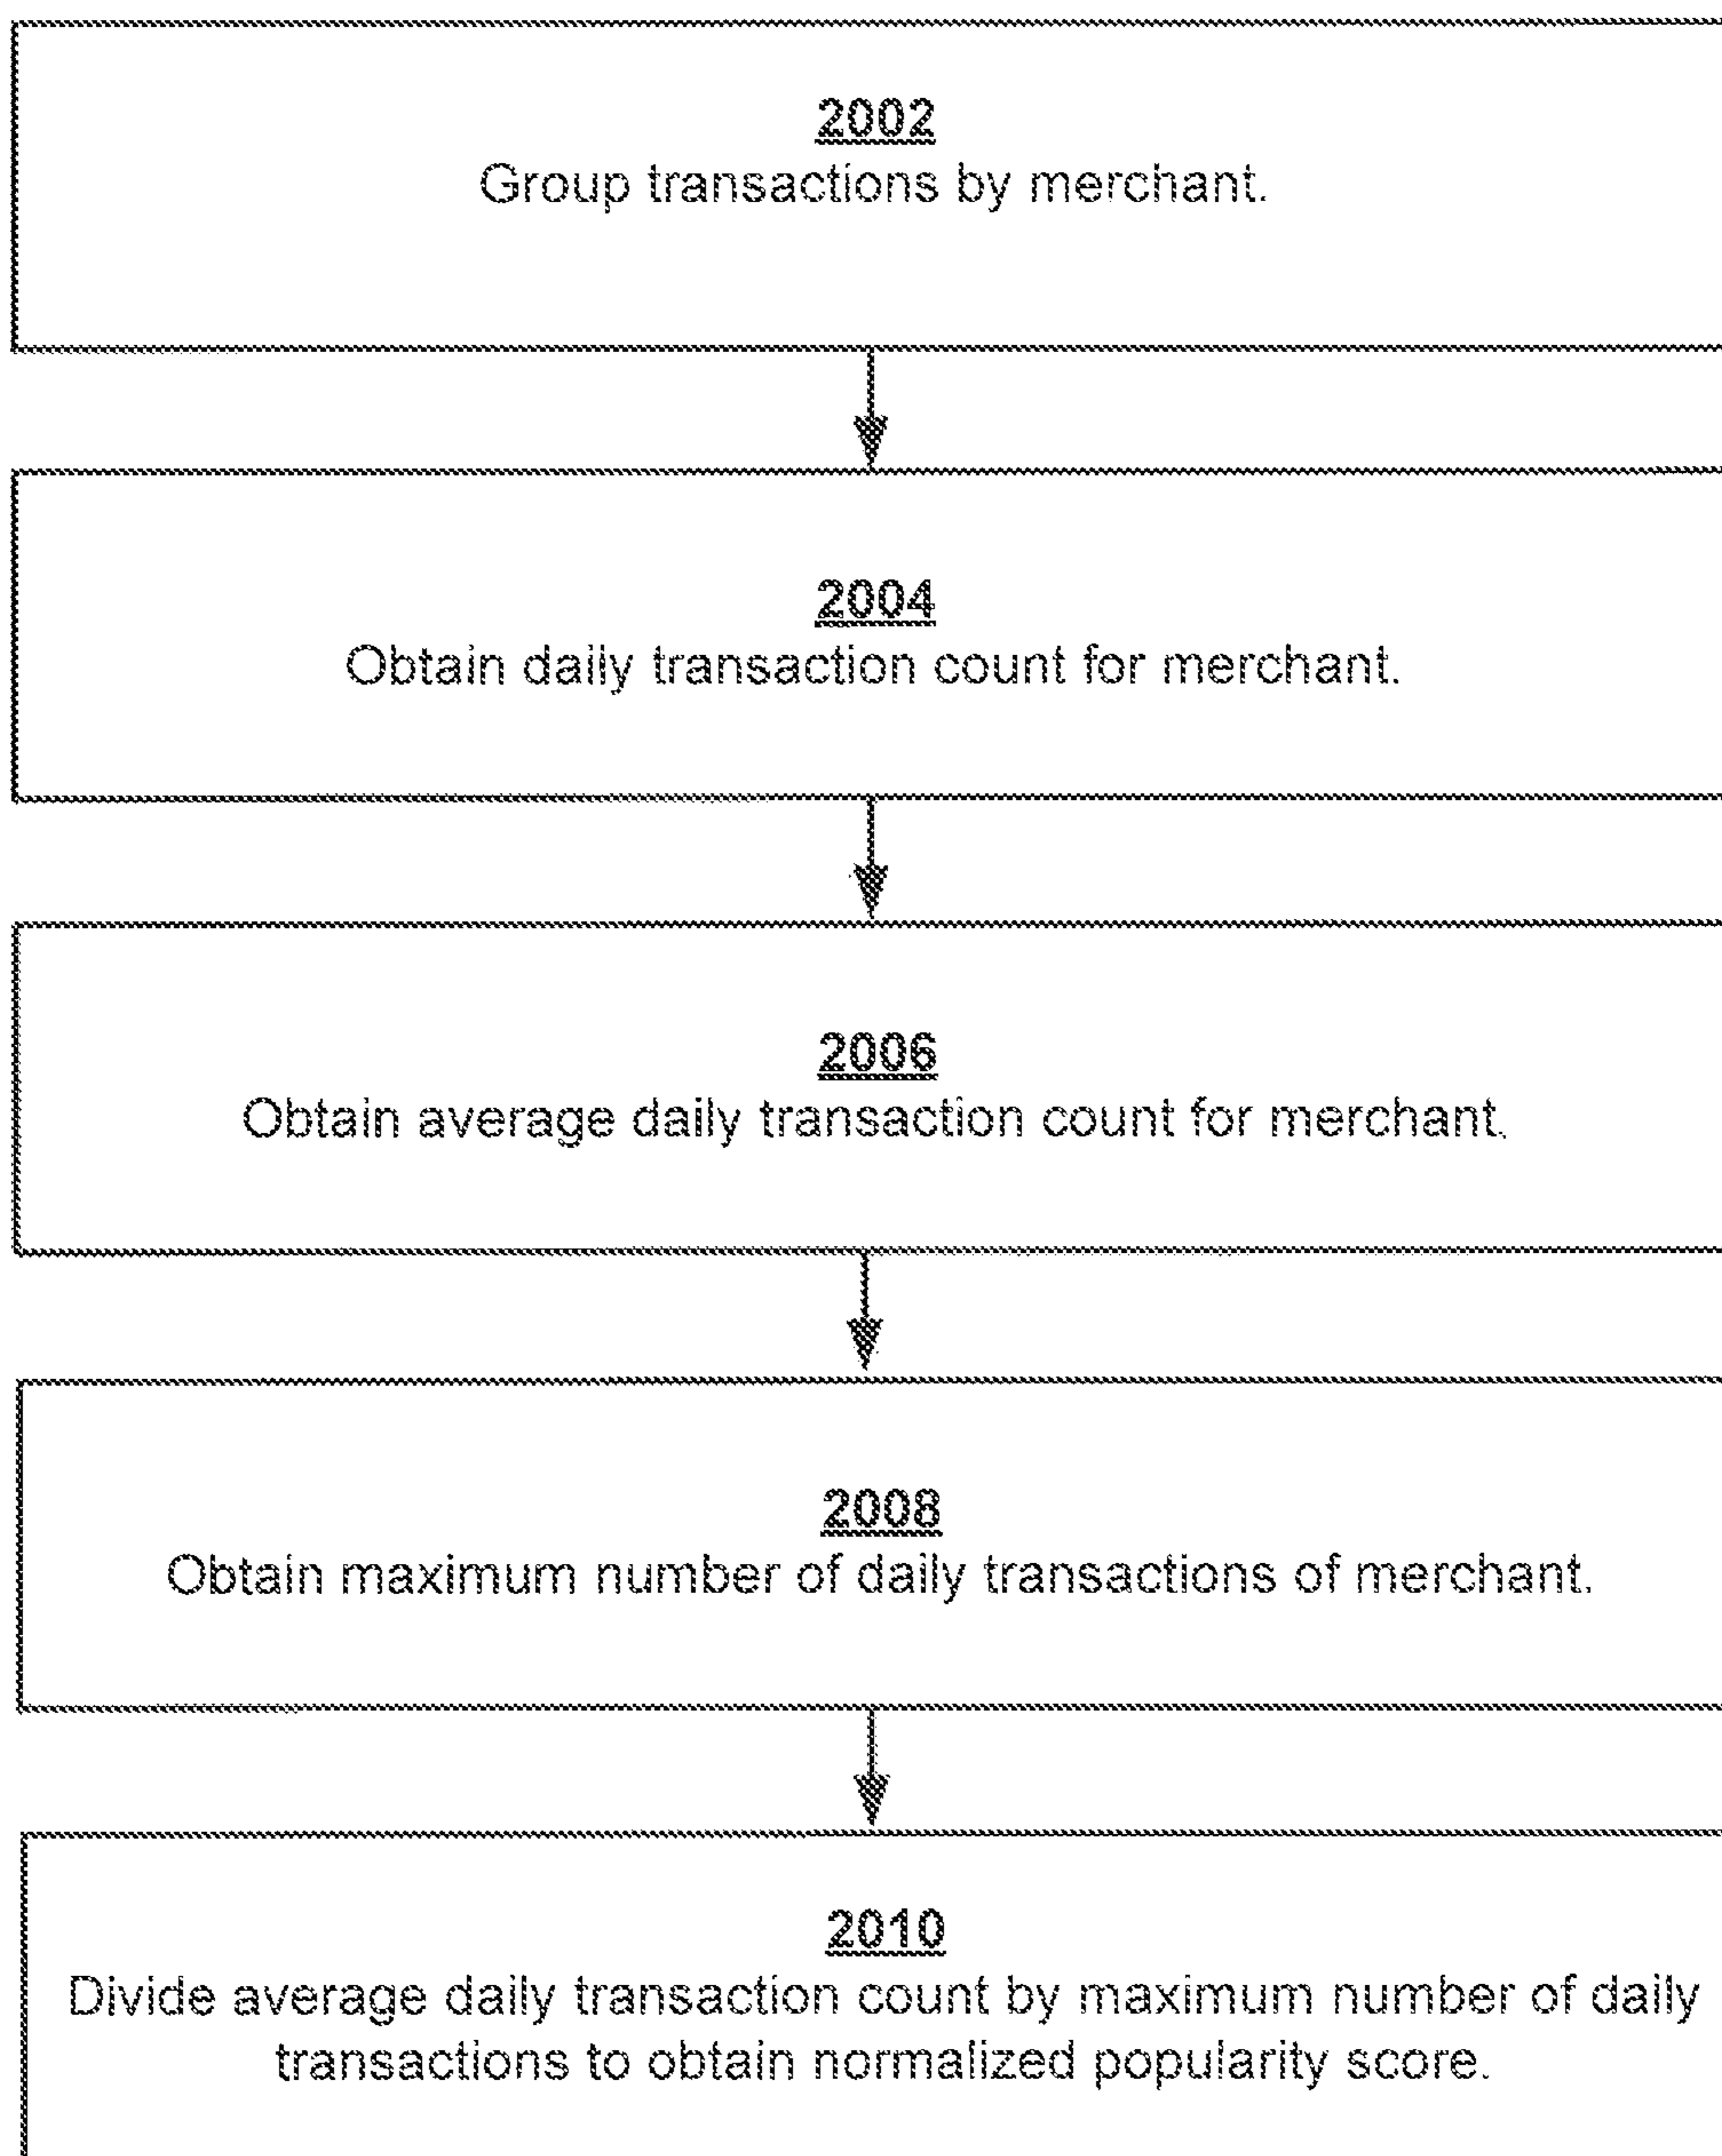 2002
Group transactions by merchant.
2004
Obtain daily transaction count for merchant.
2006
Obtain average daily transaction count for merchant.
2008
Obtain maximum number of daily transactions of merchant.
2010
Divide average daily transaction count by maximum number of daily
transactions to obtain normalized popularity score.